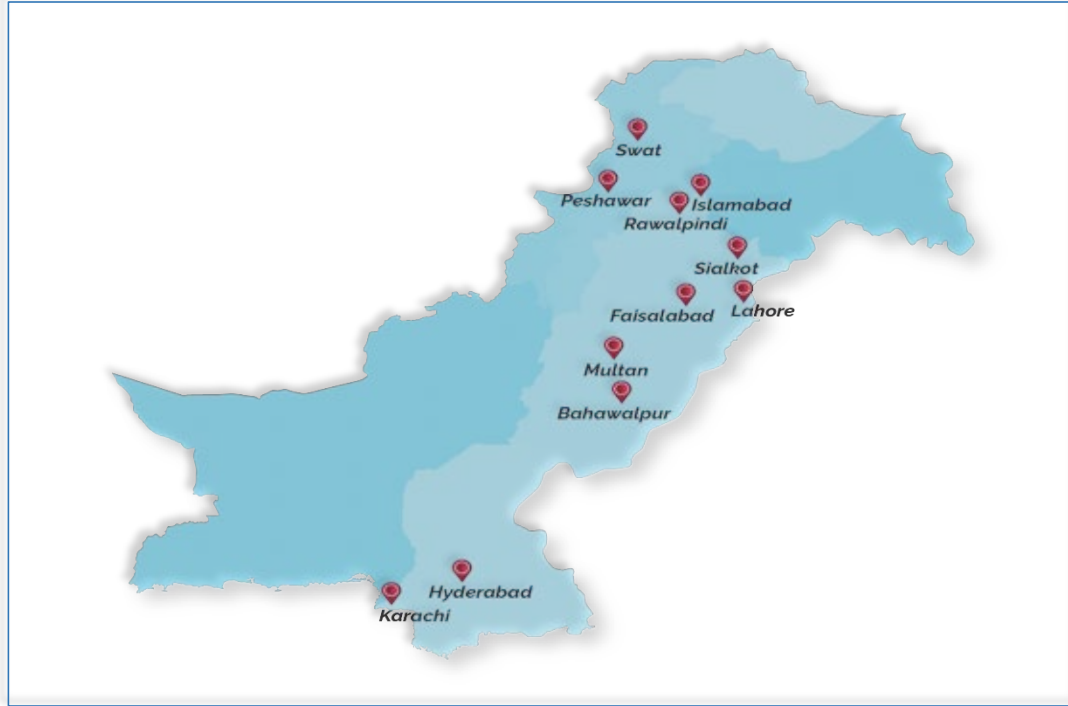 Swat
Peshawar
Islamabad
Rawalpindi
Sialkot
Lahore
Faisalabad
Multan
Bahawalpur
Hyderabad
Karachi